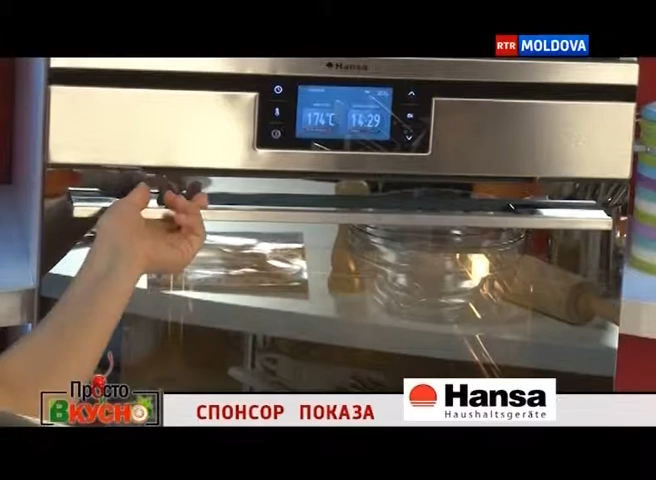 RTR MOLDOVA
Hansa
174°C 14:29
Просто
Вкусно
СПОНСОР ПОКАЗА
Hansa
Haushaltsgeräte